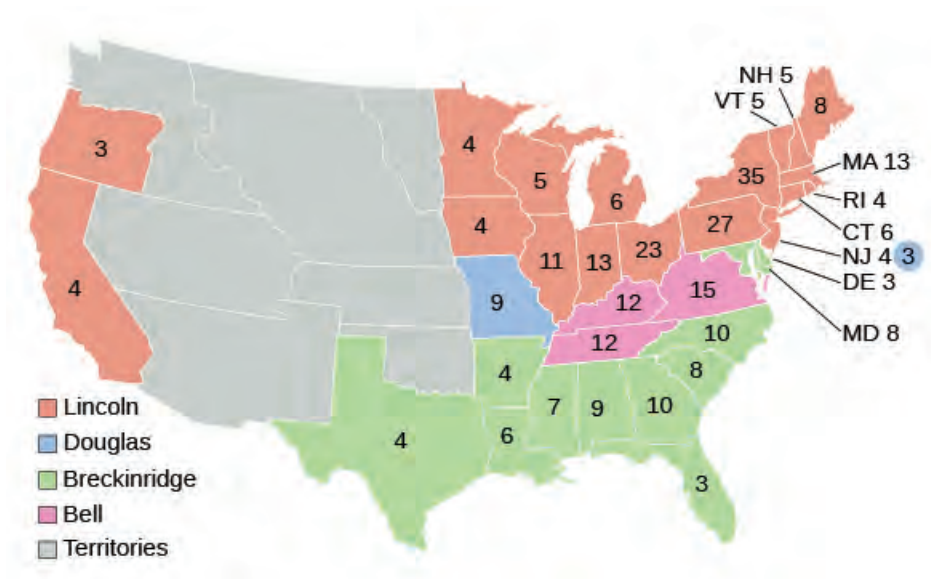 NH 5
VT 5
8
3
4
5
6
35
MA 13
RI 4
CT 6
NJ 4 3
DE 3
MD 8
4
27
4
11
13
23
9
12
15
12
10
4
8
7
9
10
6
4
3
Lincoln
Douglas
Breckinridge
Bell
Territories